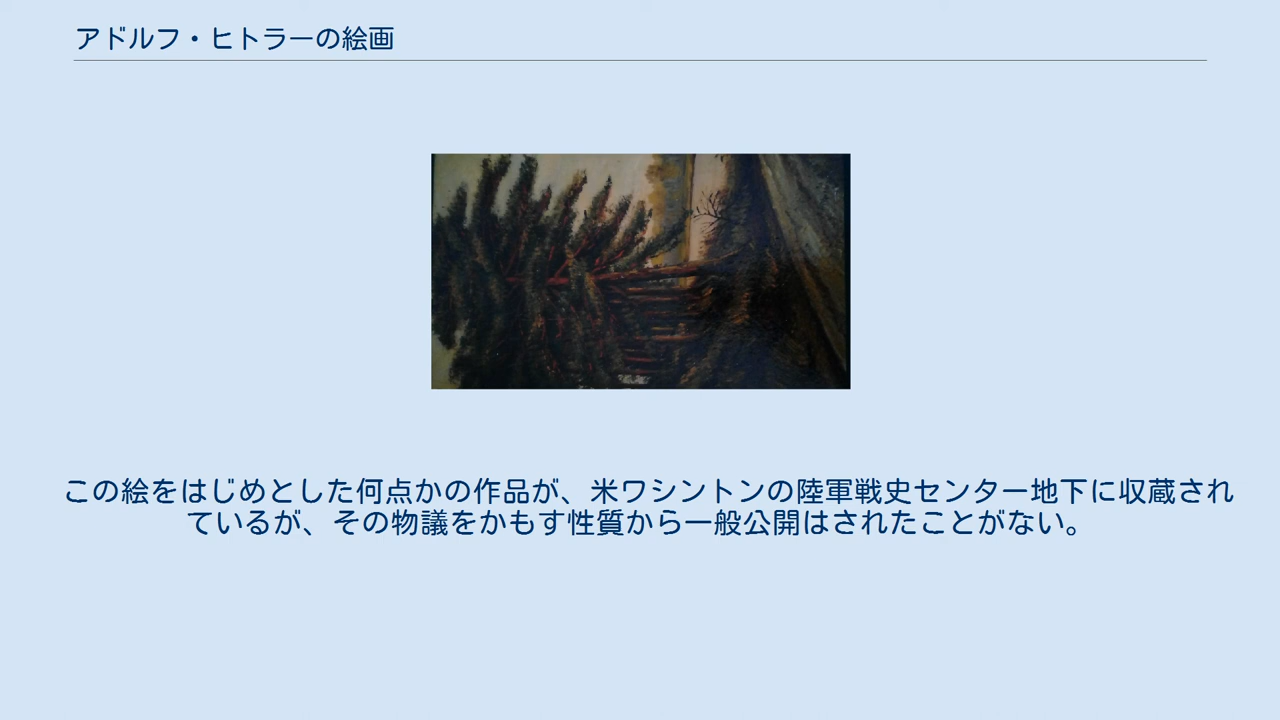 アドルフ・ヒトラーの絵画
この絵をはじめとした何点かの作品が、米ワシントンの陸軍戦史センター地下に収蔵され
ているが、その物議をかもす性質から一般公開はされたことがない。